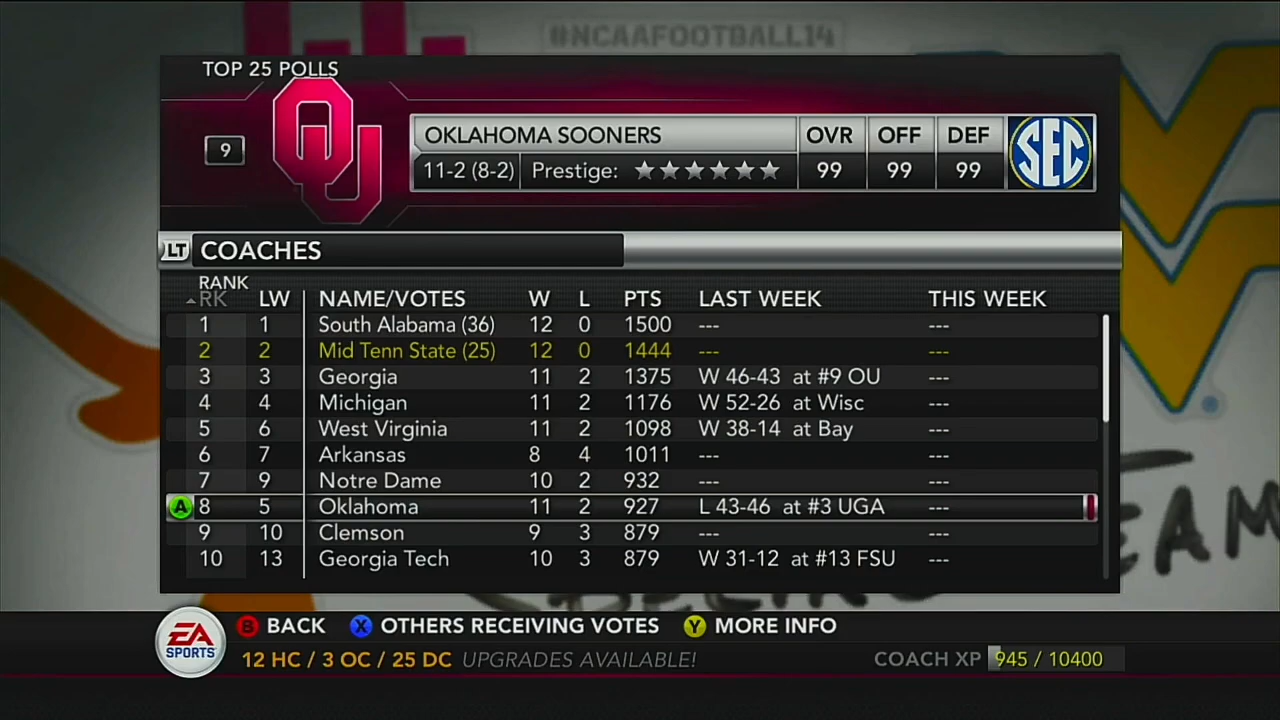 #NCAAFOOTBALL14
TOP 25 POLLS
9
OU
OKLAHOMA SOONERS OVR OFF DEF
11-2 (8-2) Prestige: ★★★★★★ 99 99 99
SEC
LT COACHES
RANK
RK LW NAME/VOTES W L PTS LAST WEEK THIS WEEK
1 1 South Alabama (36) 12 0 1500 --- ---
2 2 Mid Tenn State (25) 12 0 1444 --- ---
3 3 Georgia 11 2 1375 W 46-43 at #9 OU ---
4 4 Michigan 11 2 1176 W 52-26 at Wisc ---
5 6 West Virginia 11 2 1098 W 38-14 at Bay ---
6 7 Arkansas 8 4 1011 --- ---
7 9 Notre Dame 10 2 932 --- ---
A 8 5 Oklahoma 11 2 927 L 43-46 at #3 UGA ---
9 10 Clemson 9 3 879 --- ---
10 13 Georgia Tech 10 3 879 W 31-12 at #13 FSU ---
EAM
EA SPORTS
B BACK X OTHERS RECEIVING VOTES Y MORE INFO
12 HC / 3 OC / 25 DC UPGRADES AVAILABLE! COACH XP 945 / 10400